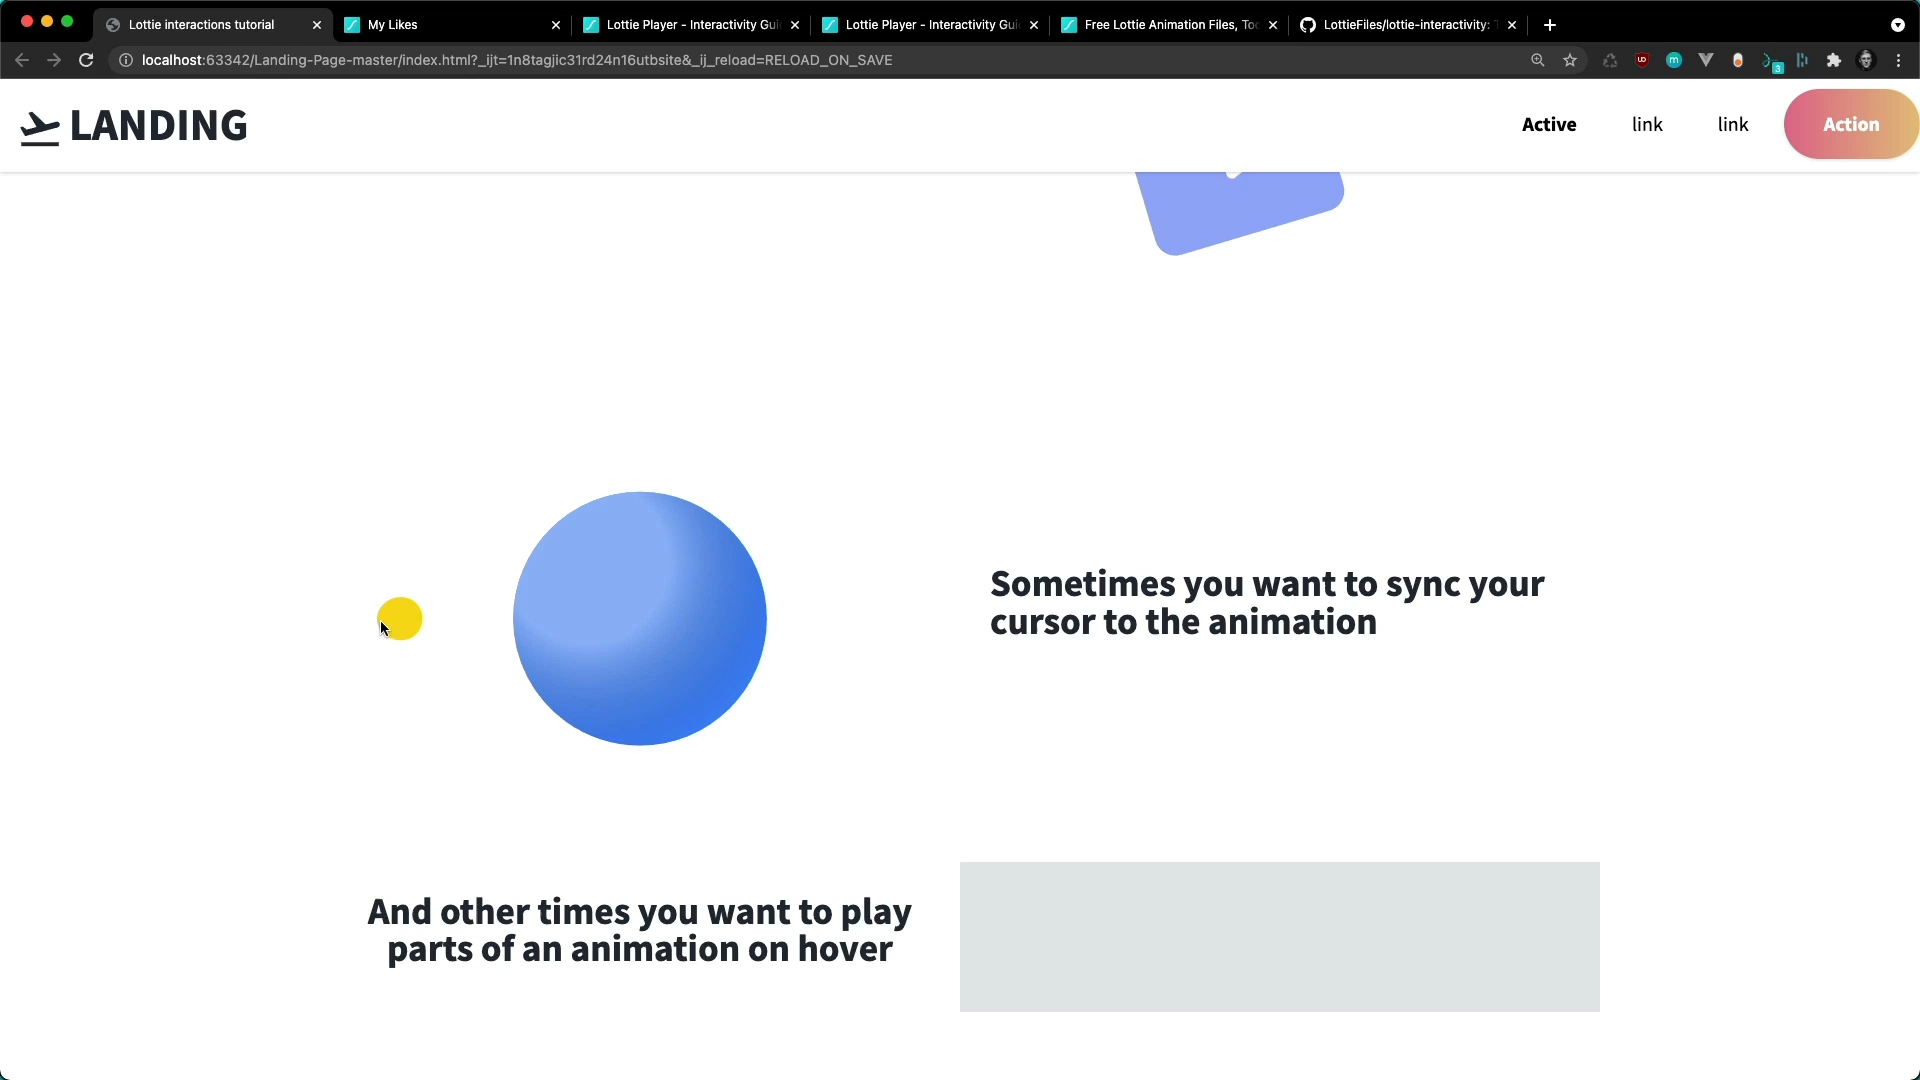 Lottie interactions tutorial
My Likes
Lottie Player - Interactivity Gui
Lottie Player - Interactivity Gui
Free Lottie Animation Files, Too
LottieFiles/lottie-interactivity: T
localhost:63342/Landing-Page-master/index.html?_ijt=1n8tagjic31rd24n16utbsite&_ij_reload=RELOAD_ON_SAVE
3
LANDING
Active
link
link
Action
Sometimes you want to sync your
cursor to the animation
And other times you want to play
parts of an animation on hover